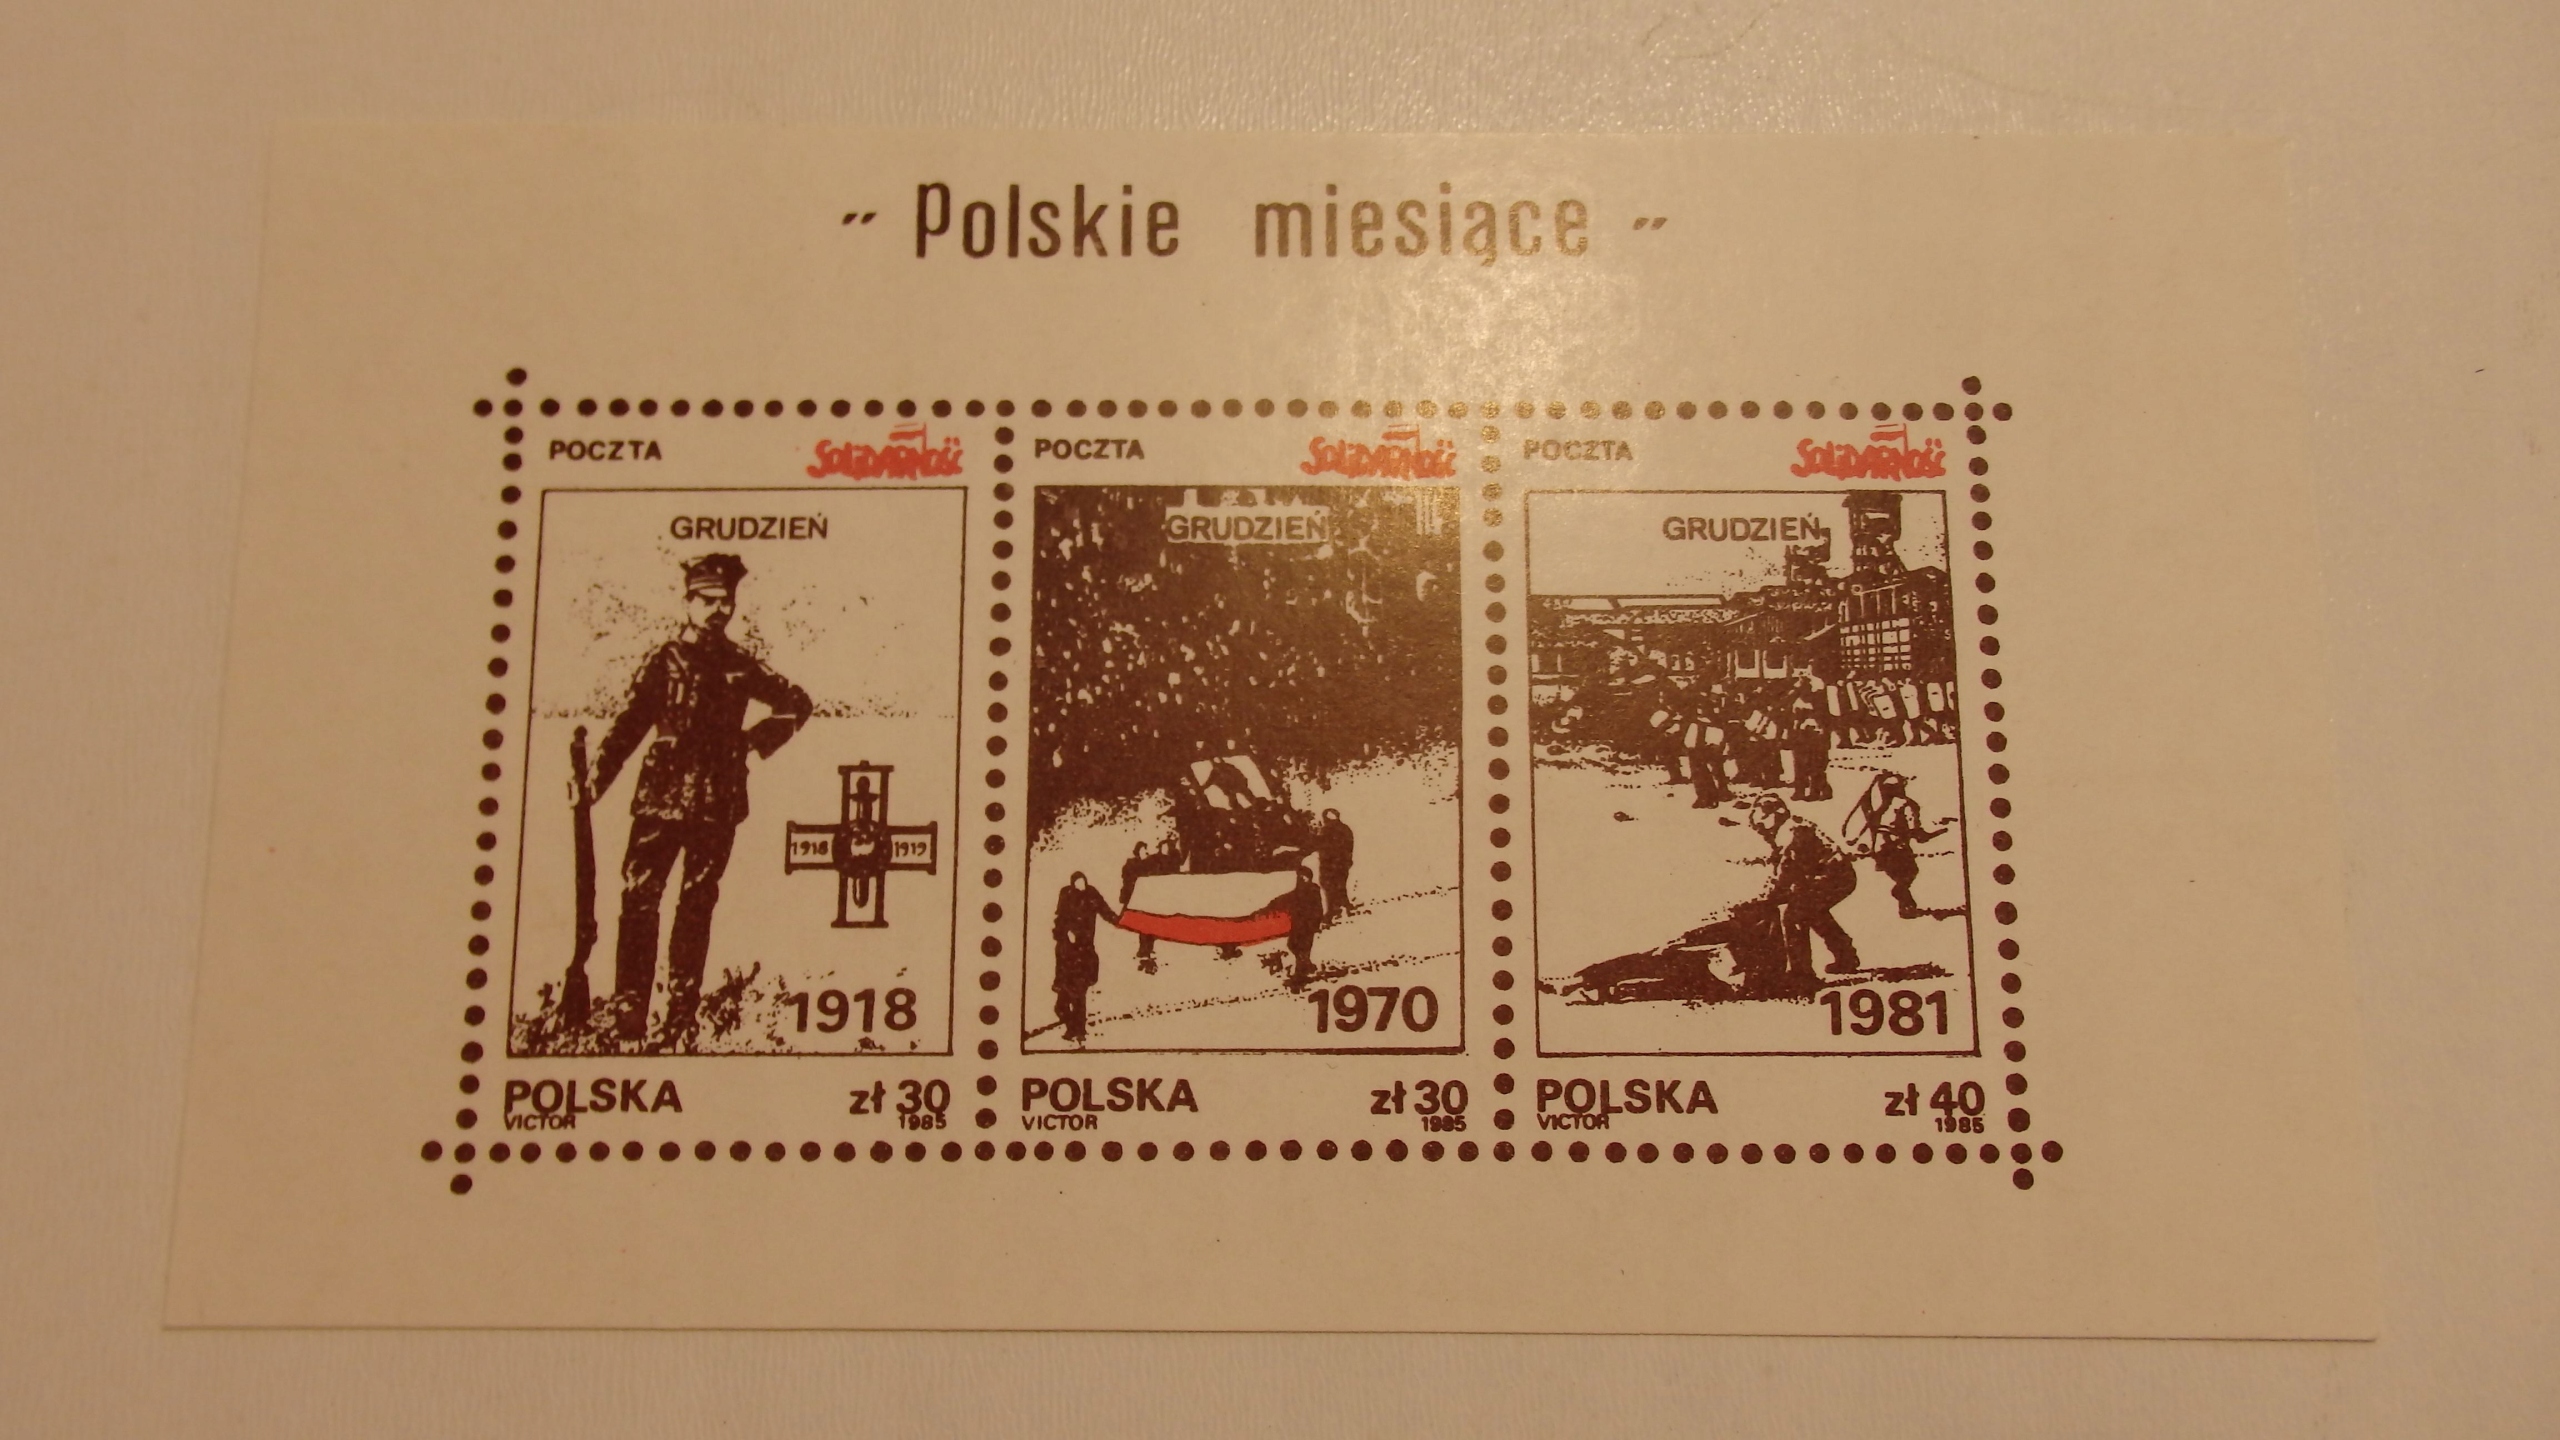 " Polskie miesiące "
POCZTA SOLIDARNOŚĆ
GRUDZIEŃ
1918 1919
1918
POLSKA zł 30
VICTOR 1985
POCZTA SOLIDARNOŚĆ
GRUDZIEŃ
1970
POLSKA zł 30
VICTOR 1985
POCZTA SOLIDARNOŚĆ
GRUDZIEŃ
1981
POLSKA zł 40
VICTOR 1985